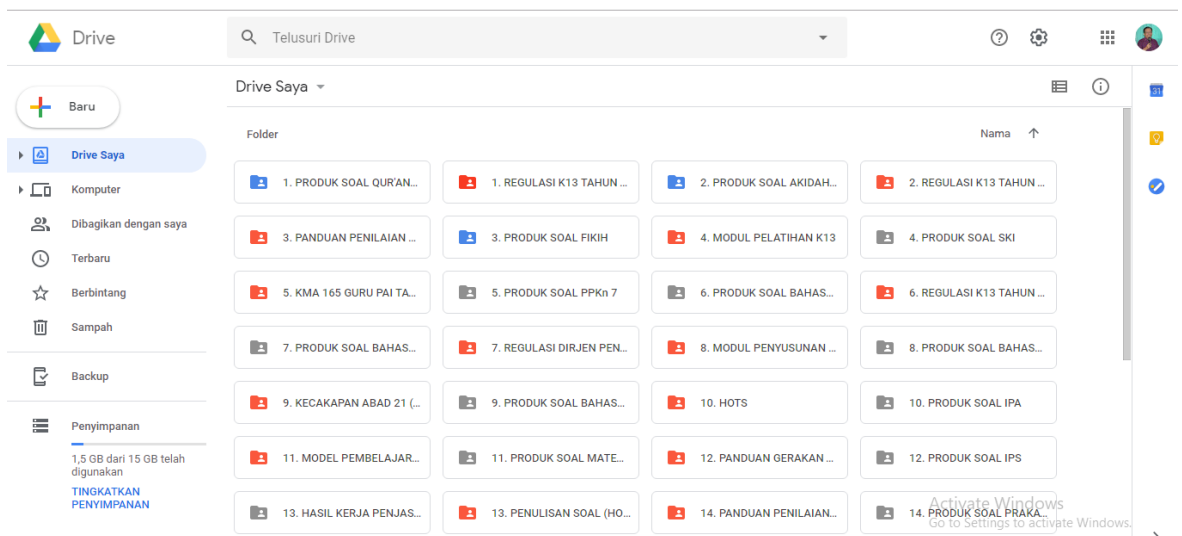 Drive
Telusuri Drive
Baru
Drive Saya
Komputer
Dibagikan dengan saya
Terbaru
Berbintang
Sampah
Backup
Penyimpanan
1,5 GB dari 15 GB telah
digunakan
TINGKATKAN
PENYIMPANAN
Drive Saya
Folder
Nama
1. PRODUK SOAL QUR'AN...
1. REGULASI K13 TAHUN ...
2. PRODUK SOAL AKIDAH...
2. REGULASI K13 TAHUN ...
3. PANDUAN PENILAIAN ...
3. PRODUK SOAL FIKIH
4. MODUL PELATIHAN K13
4. PRODUK SOAL SKI
5. KMA 165 GURU PAI TA...
5. PRODUK SOAL PPKn 7
6. PRODUK SOAL BAHAS...
6. REGULASI K13 TAHUN ...
7. PRODUK SOAL BAHAS...
7. REGULASI DIRJEN PEN...
8. MODUL PENYUSUNAN ...
8. PRODUK SOAL BAHAS...
9. KECAKAPAN ABAD 21 (...
9. PRODUK SOAL BAHAS...
10. HOTS
10. PRODUK SOAL IPA
11. MODEL PEMBELAJAR...
11. PRODUK SOAL MATE...
12. PANDUAN GERAKAN ...
12. PRODUK SOAL IPS
13. HASIL KERJA PENJAS...
13. PENULISAN SOAL (HO...
14. PANDUAN PENILAIAN...
14. PRODUK SOAL PRAKA...
Activate Windows
Go to Settings to activate Windows.
31